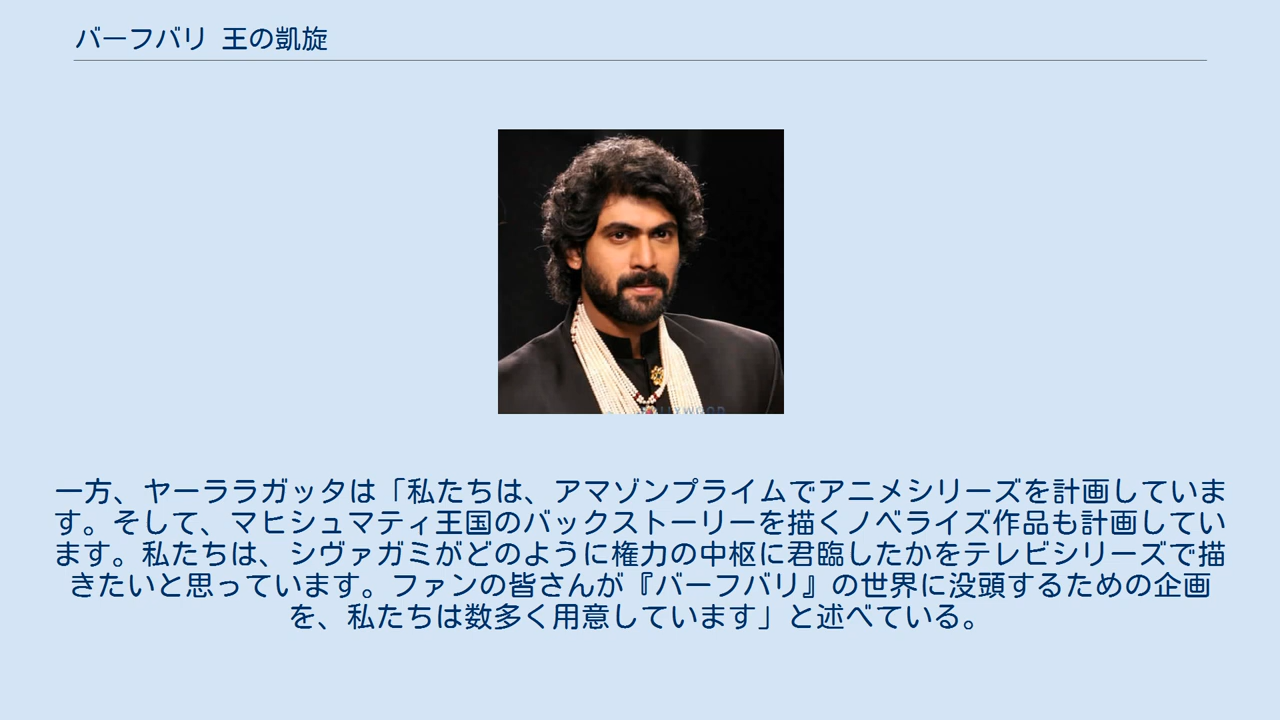 バーフバリ 王の凱旋
一方、ヤーララガッタは「私たちは、アマゾンプライムでアニメシリーズを計画していま
す。そして、マヒシュマティ王国のバックストーリーを描くノベライズ作品も計画してい
ます。私たちは、シヴァガミがどのように権力の中枢に君臨したかをテレビシリーズで描
きたいと思っています。ファンの皆さんが『バーフバリ』の世界に没頭するための企画
を、私たちは数多く用意しています」と述べている。